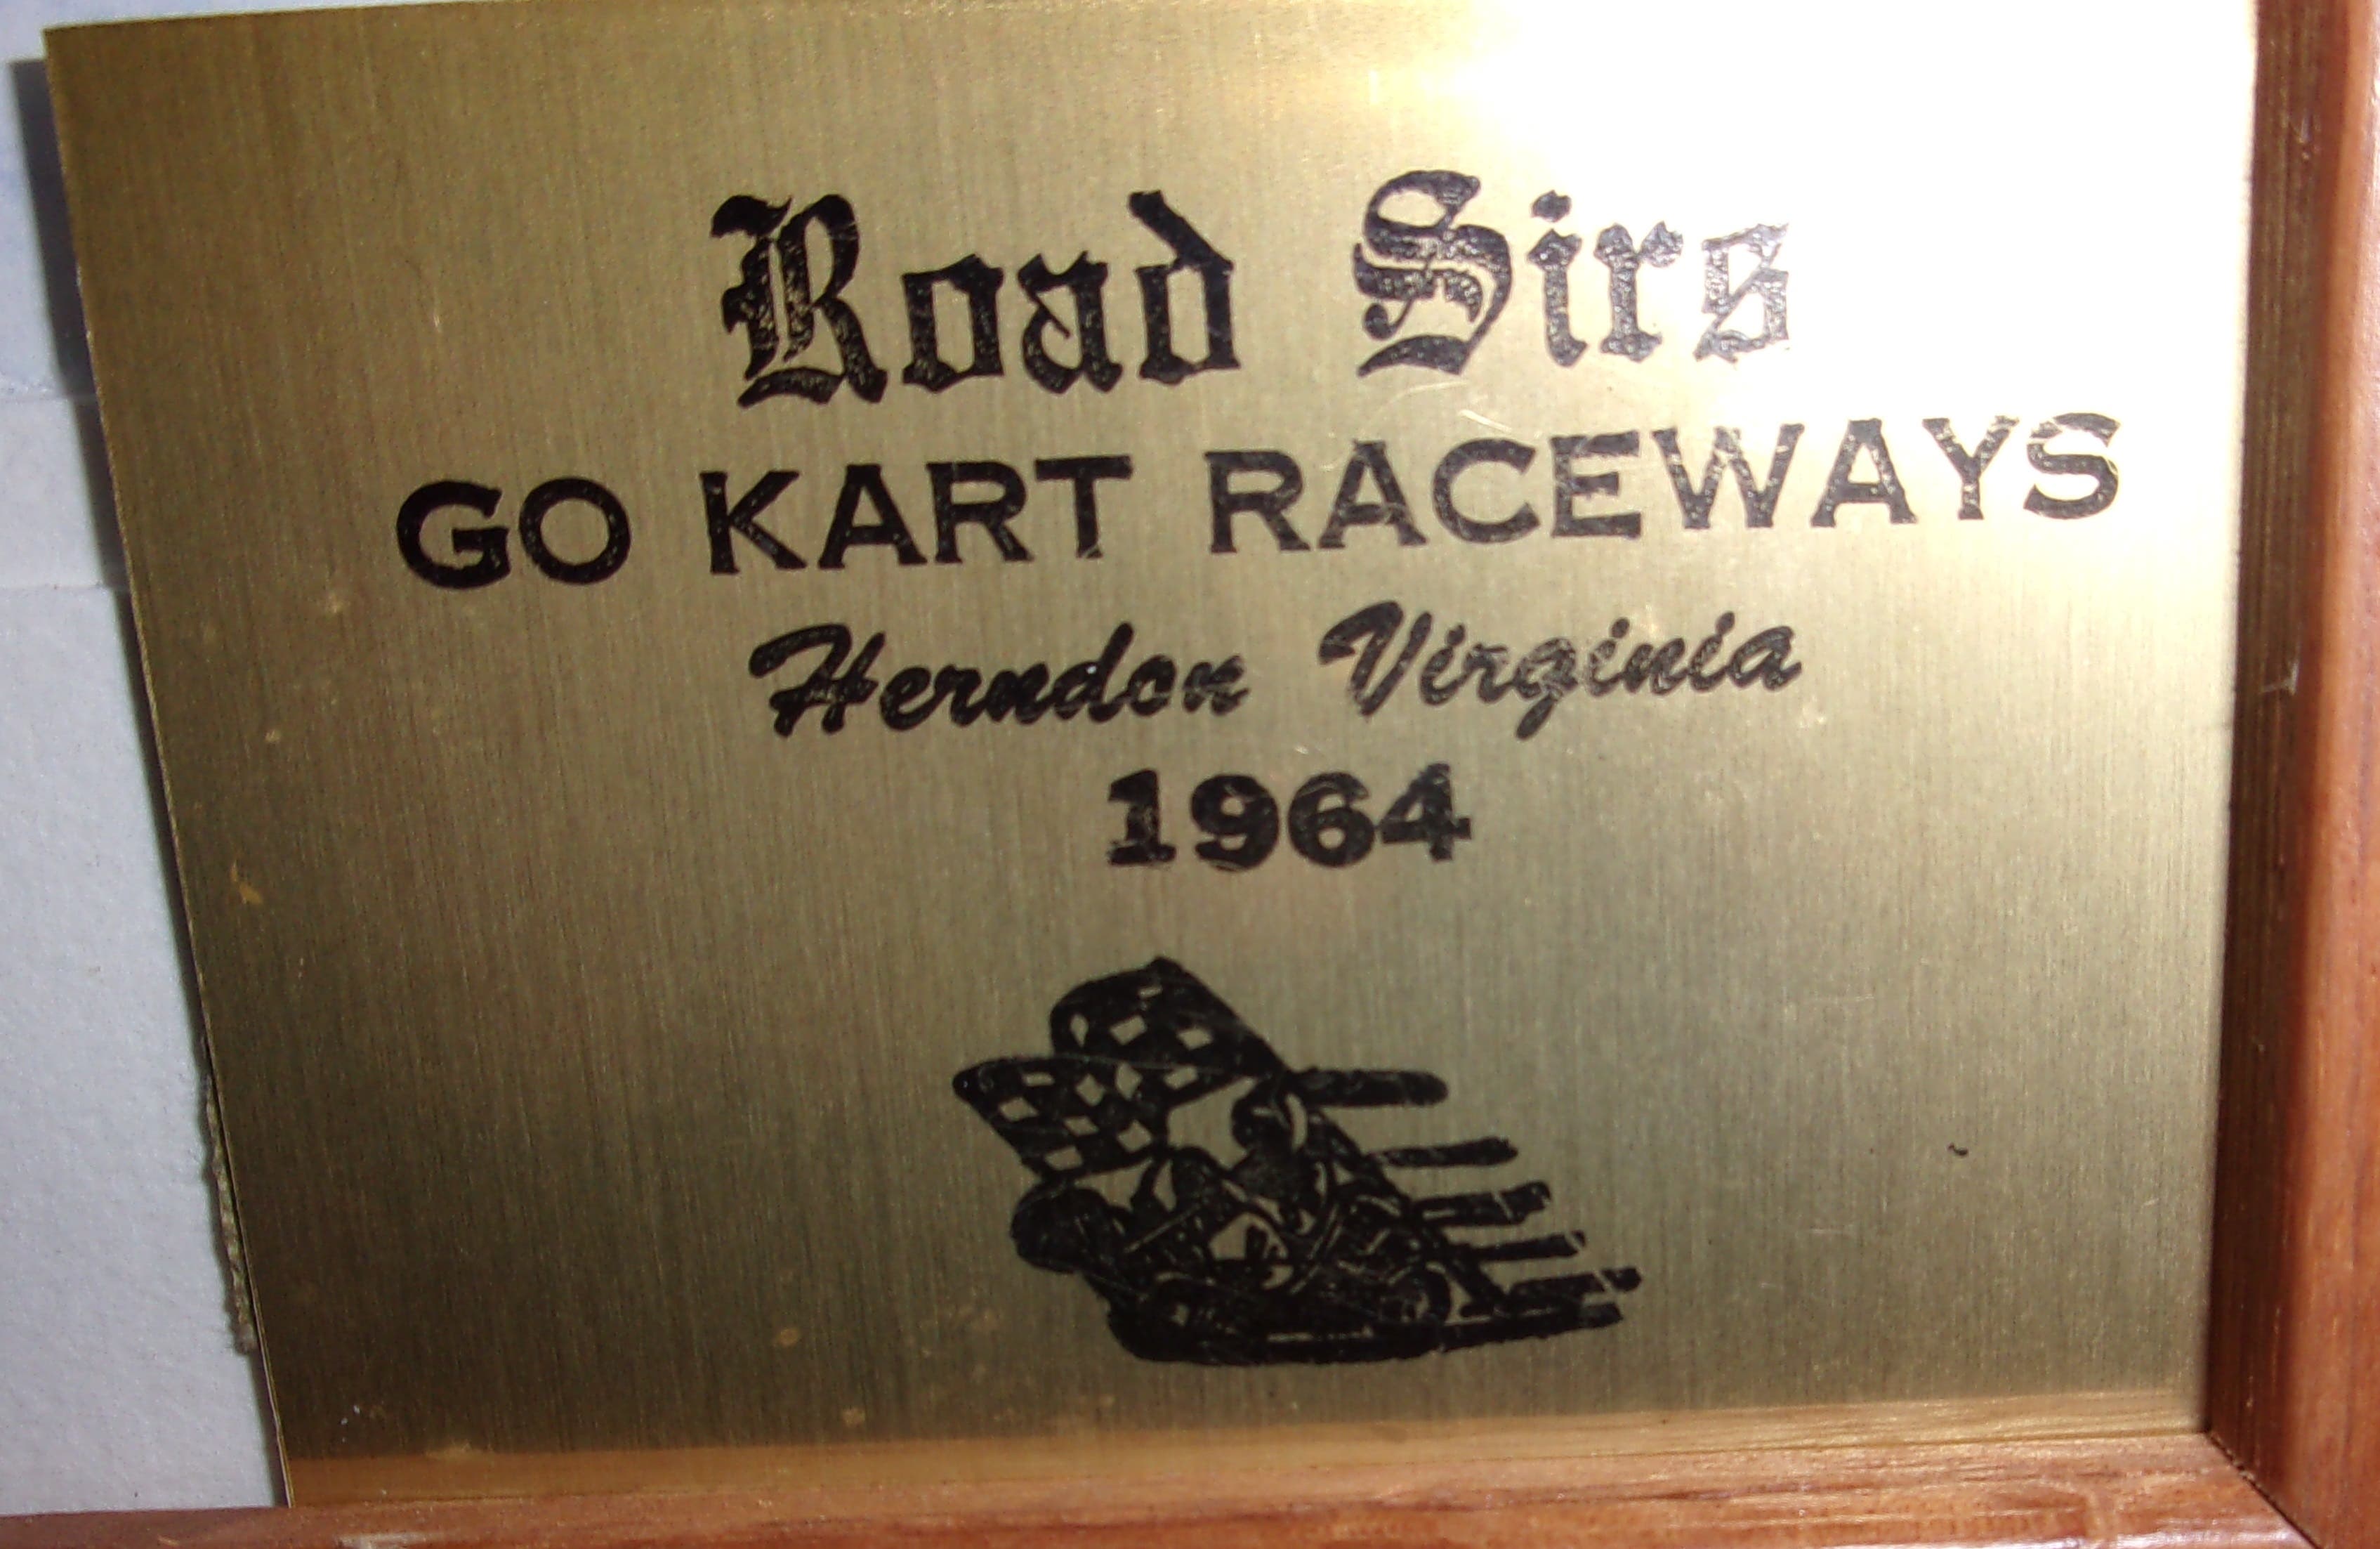 Road Sirs
GO KART RACEWAYS
Herndon Virginia
1964